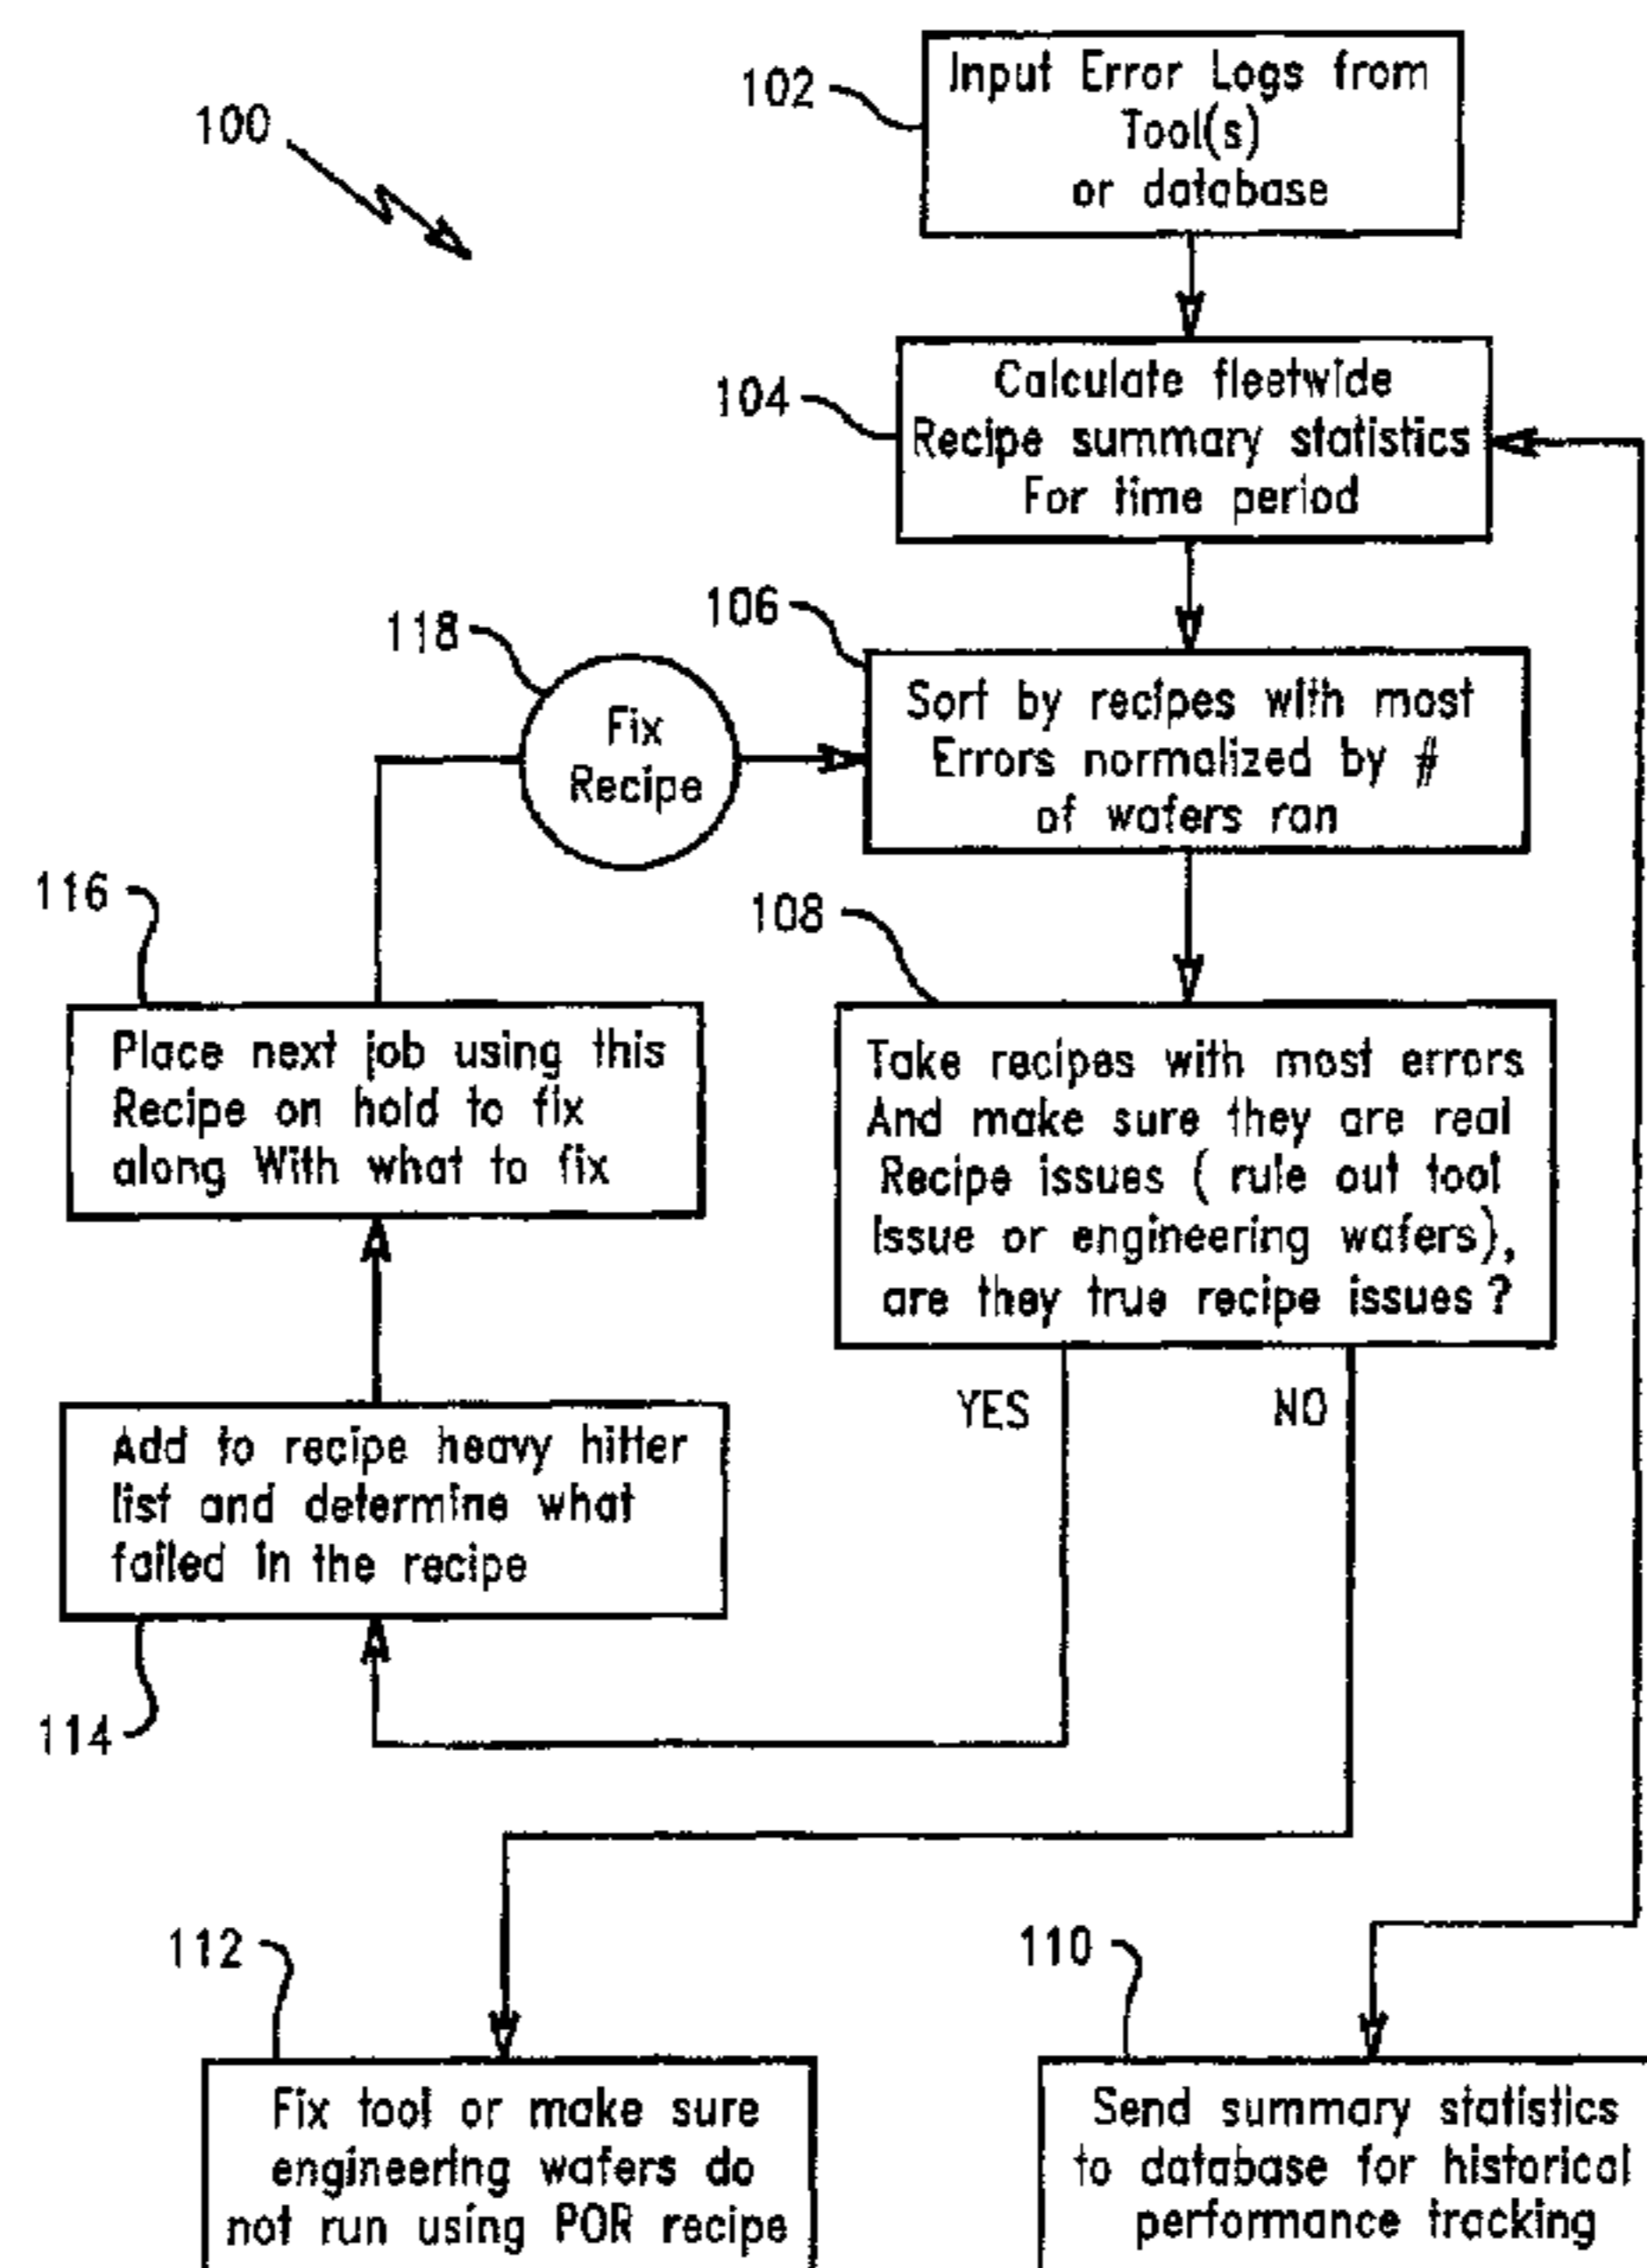 100
102
Input Error Logs from
Tool(s)
or database
104
Calculate fleetwide
Recipe summary statistics
For time period
106
Sort by recipes with most
Errors normalized by #
of wafers ran
118
Fix
Recipe
108
Take recipes with most errors
And make sure they are real
Recipe issues ( rule out tool
Issue or engineering wafers),
are they true recipe issues ?
YES
NO
116
Place next job using this
Recipe on hold to fix
along With what to fix
Add to recipe heavy hitter
list and determine what
failed in the recipe
114
112
Fix tool or make sure
engineering wafers do
not run using POR recipe
110
Send summary statistics
to database for historical
performance tracking